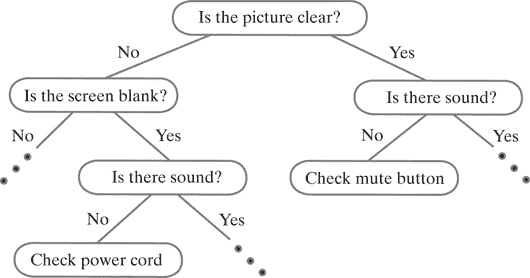 Is the picture clear?
No
Yes
Is the screen blank?
Is there sound?
No
Yes
No
Yes
Is there sound?
Check mute button
No
Yes
Check power cord